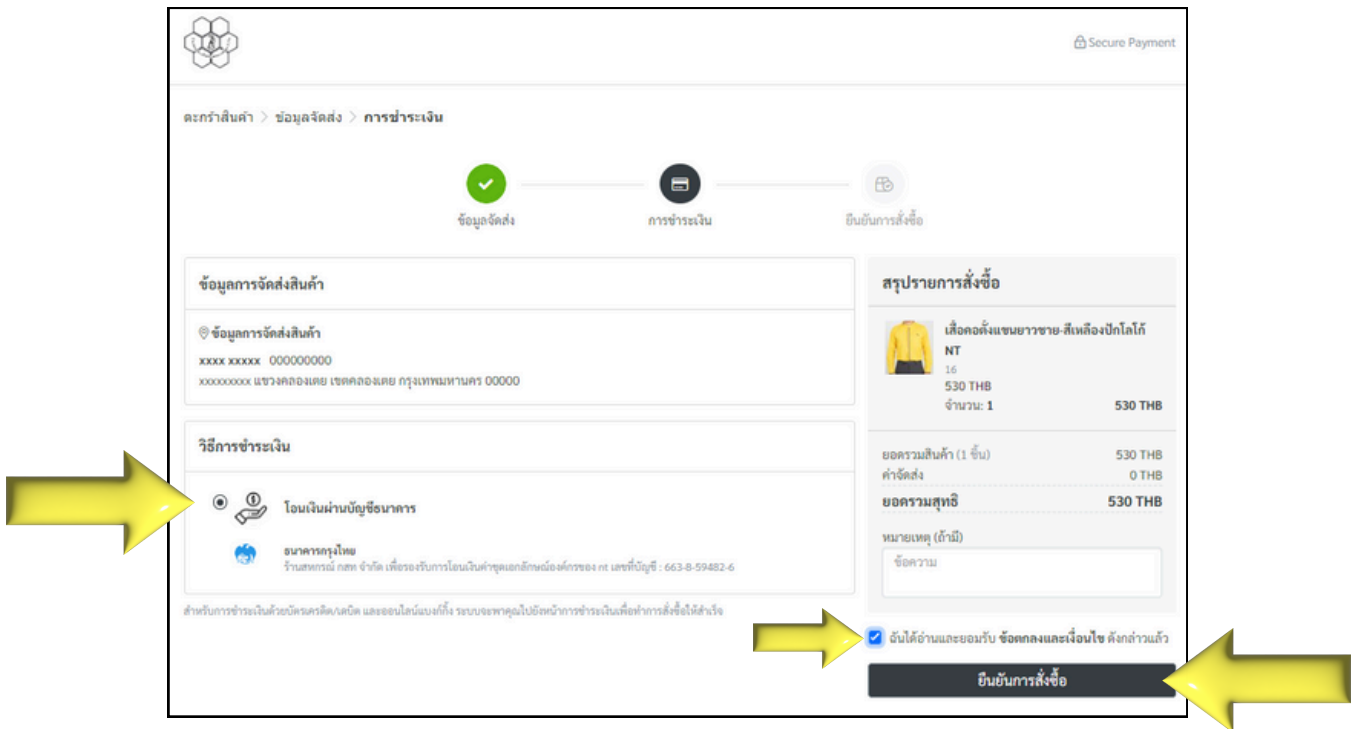 Secure Payment
ตะกร้าสินค้า > ข้อมูลจัดส่ง > การชำระเงิน
ข้อมูลจัดส่ง
การชำระเงิน
ยืนยันการสั่งซื้อ
ข้อมูลการจัดส่งสินค้า
ข้อมูลการจัดส่งสินค้า
xxxx xxxxx 000000000
xxxxxxxxx แขวงคลองเตย เขตคลองเตย กรุงเทพมหานคร 00000
วิธีการชำระเงิน
โอนเงินผ่านบัญชีธนาคาร
ธนาคารกรุงไทย
ร้านสหกรณ์ กสท จำกัด เพื่อรองรับการโอนเงินค่าชุดเอกลักษณ์องค์กรของ nt เลขที่บัญชี : 663-8-59482-6
สำหรับการชำระเงินด้วยบัตรเครดิต/เดบิต และออนไลน์แบงก์กิ้ง ระบบจะพาคุณไปยังหน้าการชำระเงินเพื่อทำการสั่งซื้อให้สำเร็จ
สรุปรายการสั่งซื้อ
เสื้อคอตั้งแขนยาวชาย-สีเหลืองปักโลโก้
NT
16
530 THB
จำนวน: 1 530 THB
ยอดรวมสินค้า (1 ชิ้น) 530 THB
ค่าจัดส่ง 0 THB
ยอดรวมสุทธิ 530 THB
หมายเหตุ (ถ้ามี)
ข้อความ
ฉันได้อ่านและยอมรับ ข้อตกลงและเงื่อนไข ดังกล่าวแล้ว
ยืนยันการสั่งซื้อ